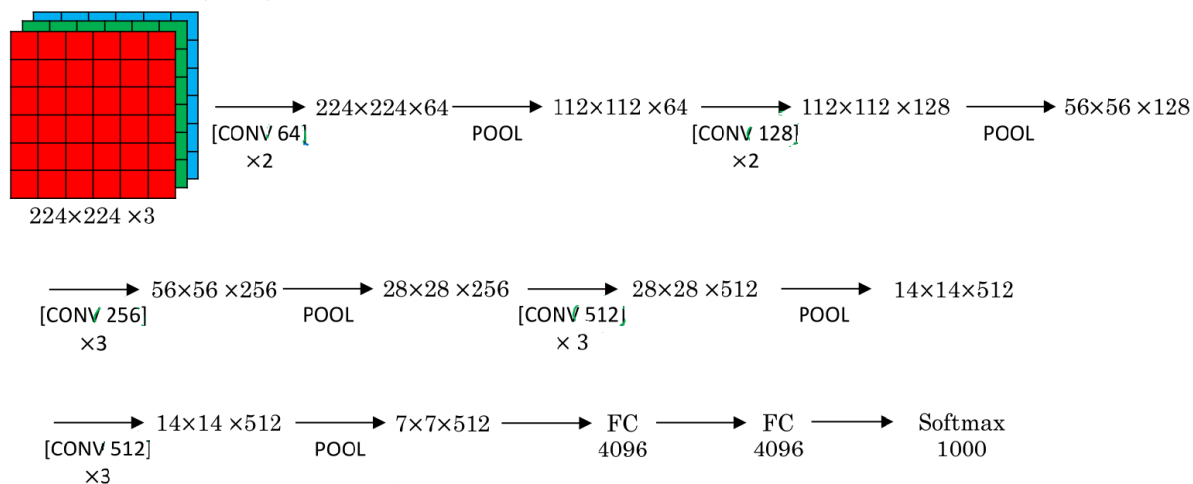 224×224×64 112×112 ×64 112×112 ×128 56×56 ×128
[CONV 64] POOL [CONV 128] POOL
×2 ×2
224×224 ×3
56×56 ×256 28×28 ×256 28×28 ×512 14×14×512
[CONV 256] POOL [CONV 512] POOL
×3 × 3
14×14 ×512 7×7×512 FC FC Softmax
[CONV 512] POOL 4096 4096 1000
×3